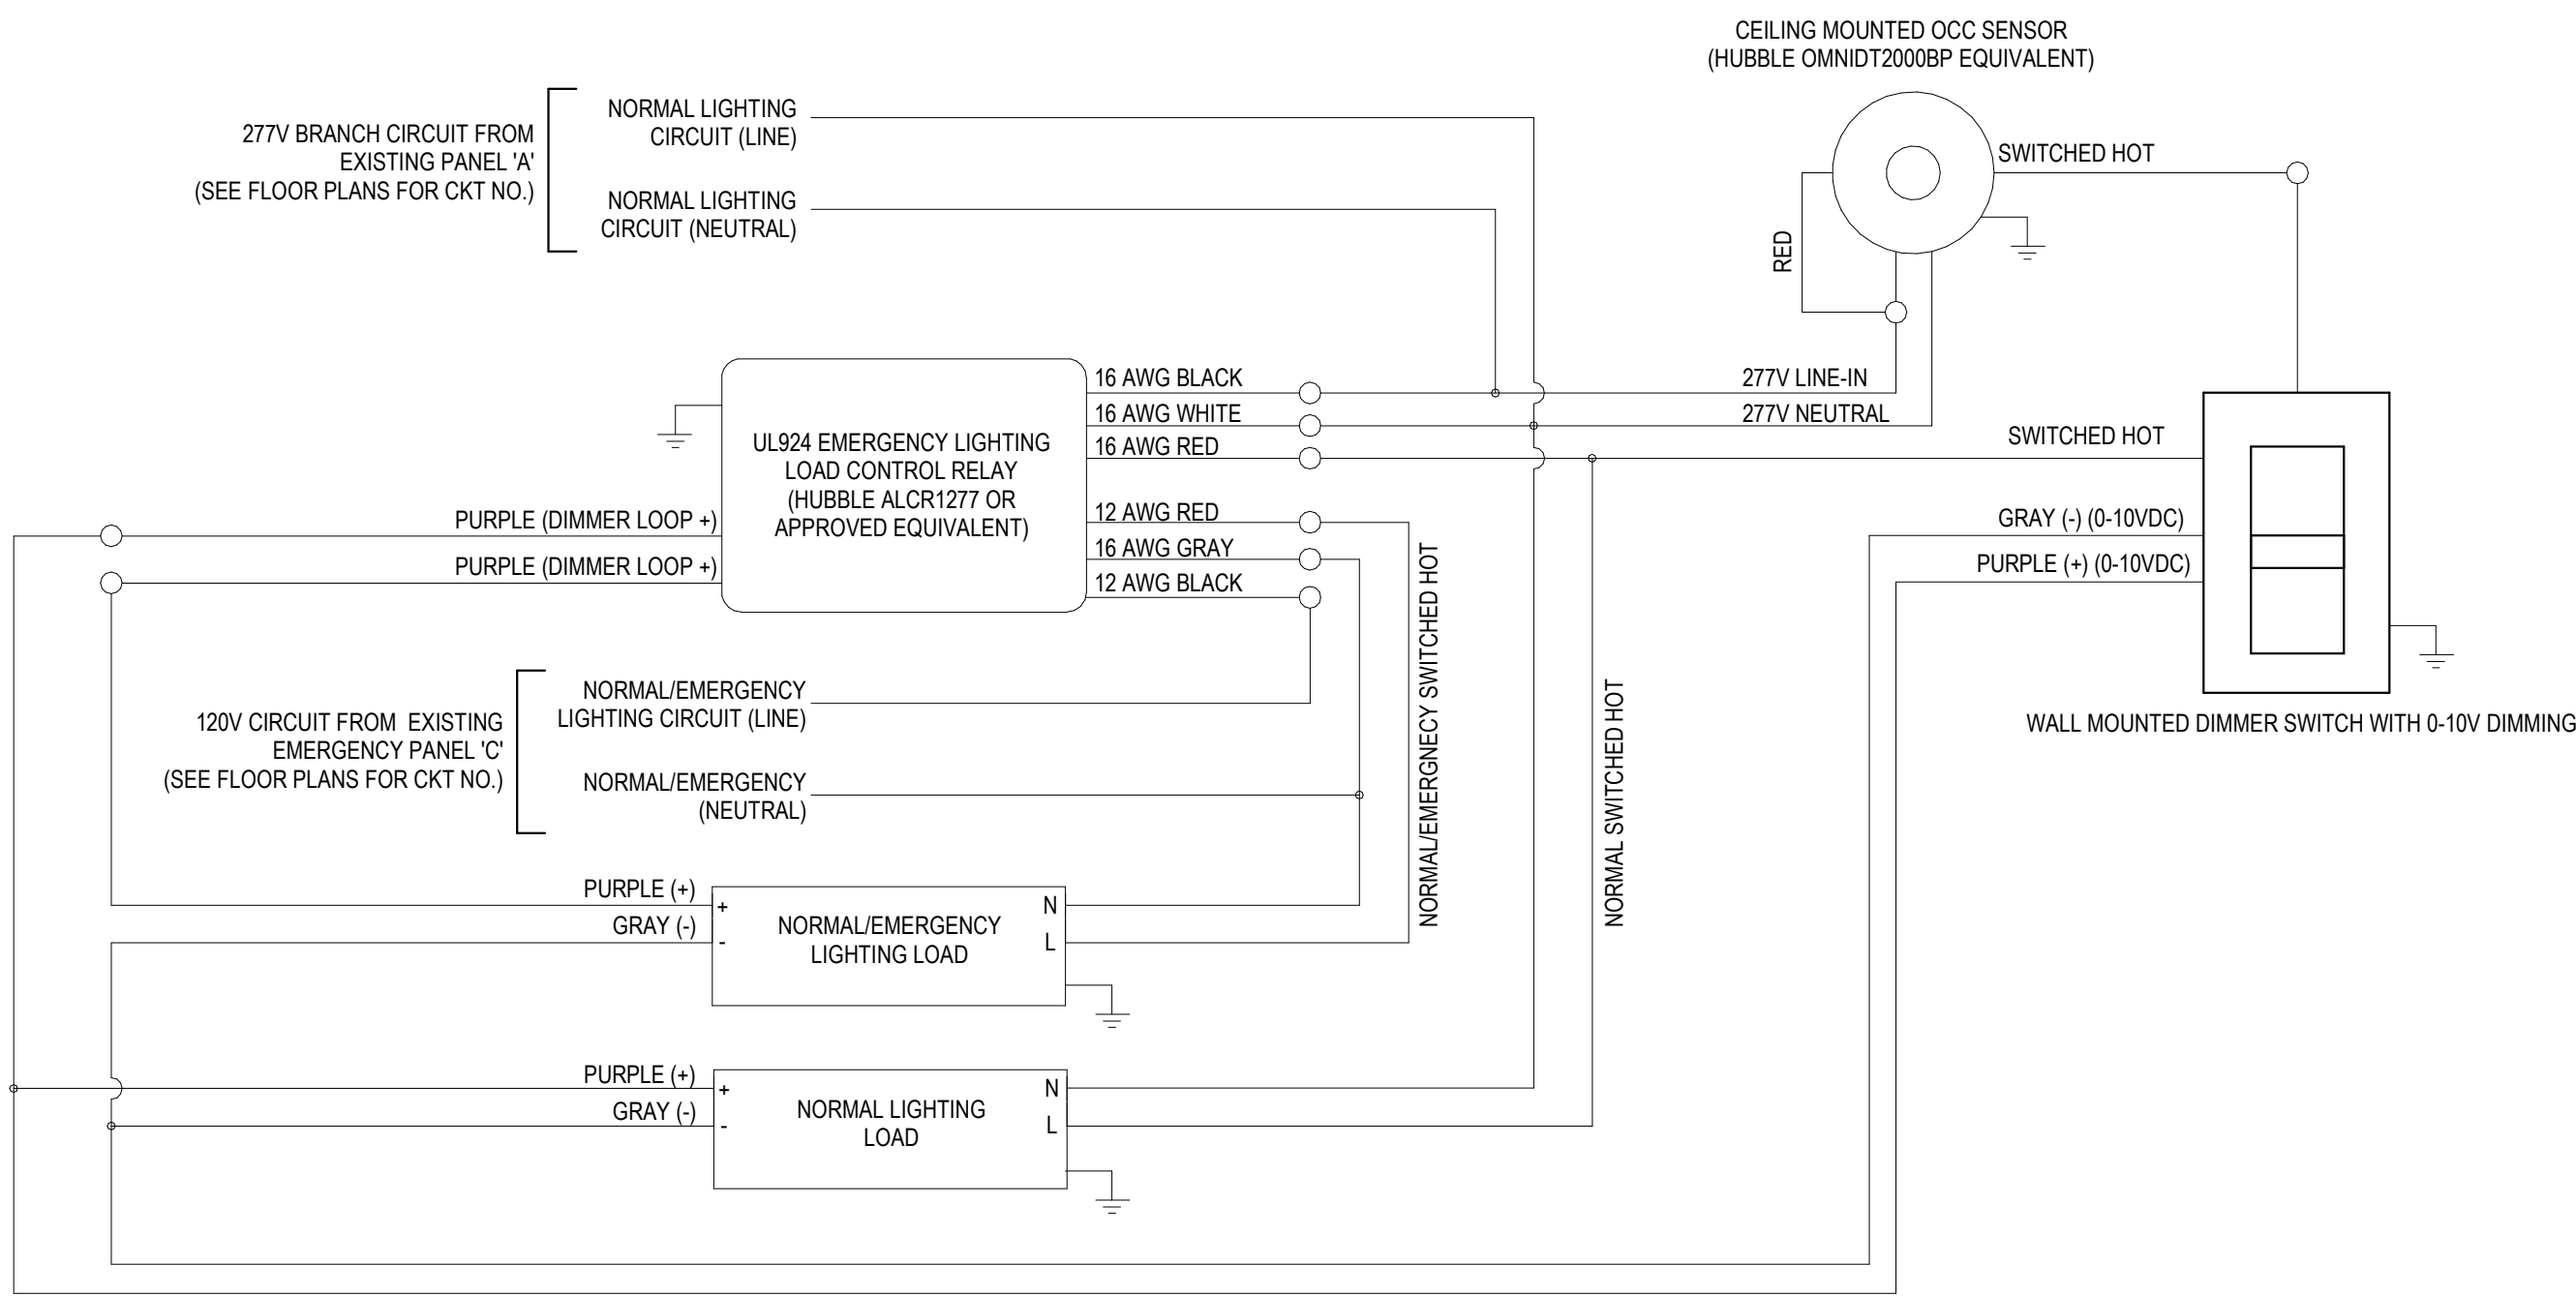 CEILING MOUNTED OCC SENSOR
(HUBBLE OMNIDT2000BP EQUIVALENT)
277V BRANCH CIRCUIT FROM
EXISTING PANEL 'A'
(SEE FLOOR PLANS FOR CKT NO.)
NORMAL LIGHTING
CIRCUIT (LINE)
NORMAL LIGHTING
CIRCUIT (NEUTRAL)
SWITCHED HOT
RED
UL924 EMERGENCY LIGHTING
LOAD CONTROL RELAY
(HUBBLE ALCR1277 OR
APPROVED EQUIVALENT)
16 AWG BLACK
16 AWG WHITE
16 AWG RED
12 AWG RED
16 AWG GRAY
12 AWG BLACK
277V LINE-IN
277V NEUTRAL
SWITCHED HOT
GRAY (-) (0-10VDC)
PURPLE (+) (0-10VDC)
WALL MOUNTED DIMMER SWITCH WITH 0-10V DIMMING
PURPLE (DIMMER LOOP +)
PURPLE (DIMMER LOOP +)
NORMAL/EMERGNECY SWITCHED HOT
NORMAL SWITCHED HOT
120V CIRCUIT FROM EXISTING
EMERGENCY PANEL 'C'
(SEE FLOOR PLANS FOR CKT NO.)
NORMAL/EMERGENCY
LIGHTING CIRCUIT (LINE)
NORMAL/EMERGENCY
(NEUTRAL)
PURPLE (+)
GRAY (-)
+
-
NORMAL/EMERGENCY
LIGHTING LOAD
N
L
PURPLE (+)
GRAY (-)
+
-
NORMAL LIGHTING
LOAD
N
L